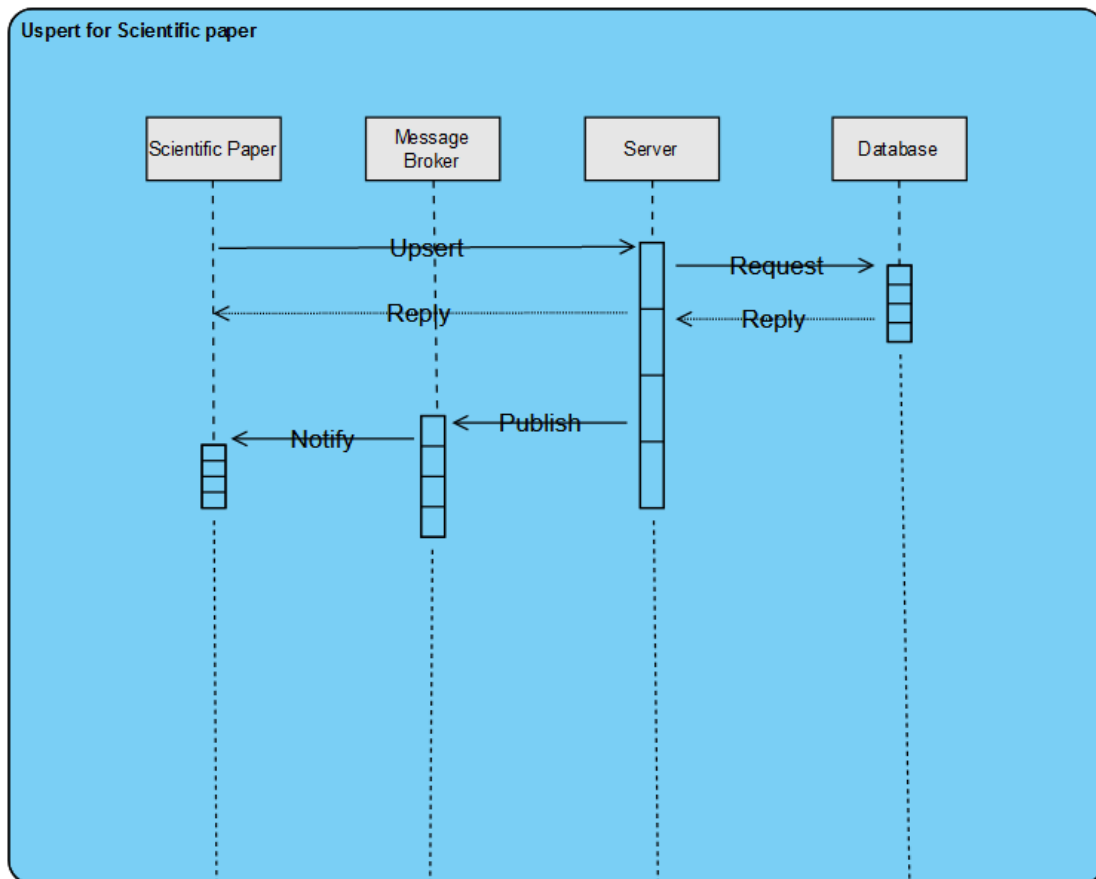 Uspert for Scientific paper
Scientific Paper
Message
Broker
Server
Database
Upsert
Request
Reply
Reply
Publish
Notify